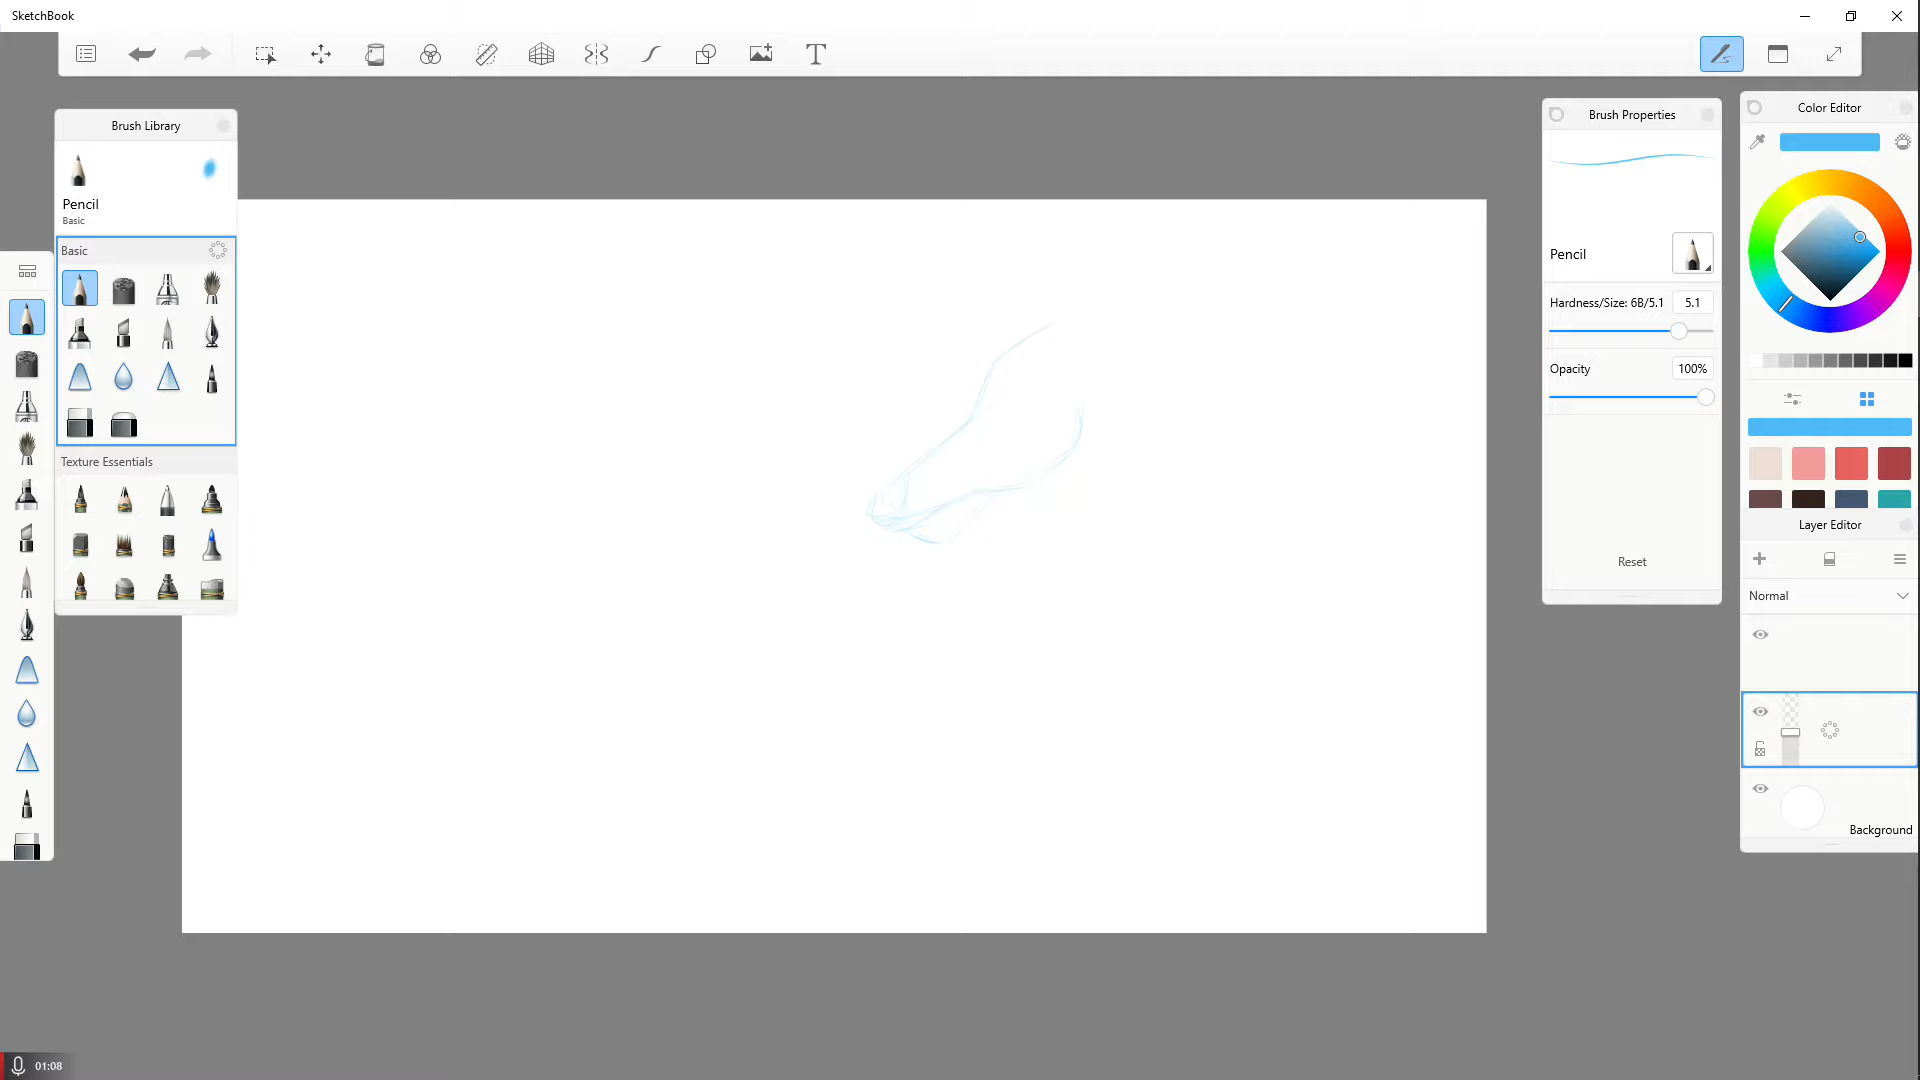 SketchBook
Brush Library
Pencil
Basic
Basic
Texture Essentials
Brush Properties
Pencil
Hardness/Size: 6B/5.1 5.1
Opacity 100%
Reset
Color Editor
Layer Editor
Normal
Background
01:08